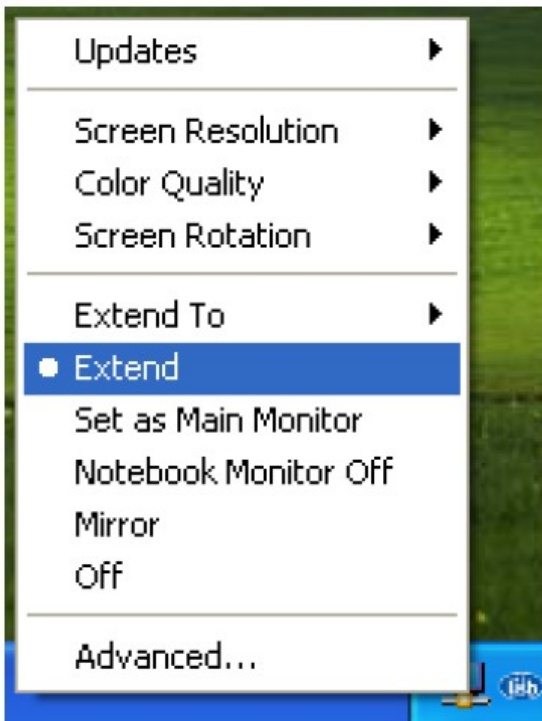 Updates
Screen Resolution
Color Quality
Screen Rotation
Extend To
Extend
Set as Main Monitor
Notebook Monitor Off
Mirror
Off
Advanced...